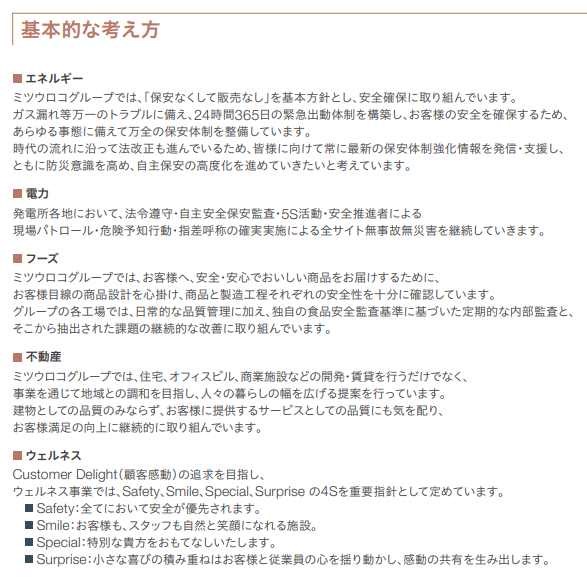 基本的な考え方
■ エネルギー
ミツウロコグループでは、「保安なくして販売なし」を基本方針とし、安全確保に取り組んでいます。
ガス漏れ等万一のトラブルに備え、24時間365日の緊急出動体制を構築し、お客様の安全を確保するため、
あらゆる事態に備えて万全の保安体制を整備しています。
時代の流れに沿って法改正も進んでいるため、皆様に向けて常に最新の保安体制強化情報を発信・支援し、
ともに防災意識を高め、自主保安の高度化を進めていきたいと考えています。
■ 電力
発電所各地において、法令遵守・自主安全保安監査・5S活動・安全推進者による
現場パトロール・危険予知行動・指差呼称の確実実施による全サイト無事故無災害を継続していきます。
■ フーズ
ミツウロコグループでは、お客様へ、安全・安心でおいしい商品をお届けするために、
お客様目線の商品設計を心掛け、商品と製造工程それぞれの安全性を十分に確認しています。
グループの各工場では、日常的な品質管理に加え、独自の食品安全監査基準に基づいた定期的な内部監査と、
そこから抽出された課題の継続的な改善に取り組んでいます。
■ 不動産
ミツウロコグループでは、住宅、オフィスビル、商業施設などの開発・賃貸を行うだけでなく、
事業を通じて地域との調和を目指し、人々の暮らしの幅を広げる提案を行っています。
建物としての品質のみならず、お客様に提供するサービスとしての品質にも気を配り、
お客様満足の向上に継続的に取り組んでいます。
■ ウェルネス
Customer Delight（顧客感動）の追求を目指し、
ウェルネス事業では、Safety、Smile、Special、Surprise の4Sを重要指針として定めています。
■ Safety：全てにおいて安全が優先されます。
■ Smile：お客様も、スタッフも自然と笑顔になれる施設。
■ Special：特別な貴方をおもてなしいたします。
■ Surprise：小さな喜びの積み重ねはお客様と従業員の心を揺り動かし、感動の共有を生み出します。